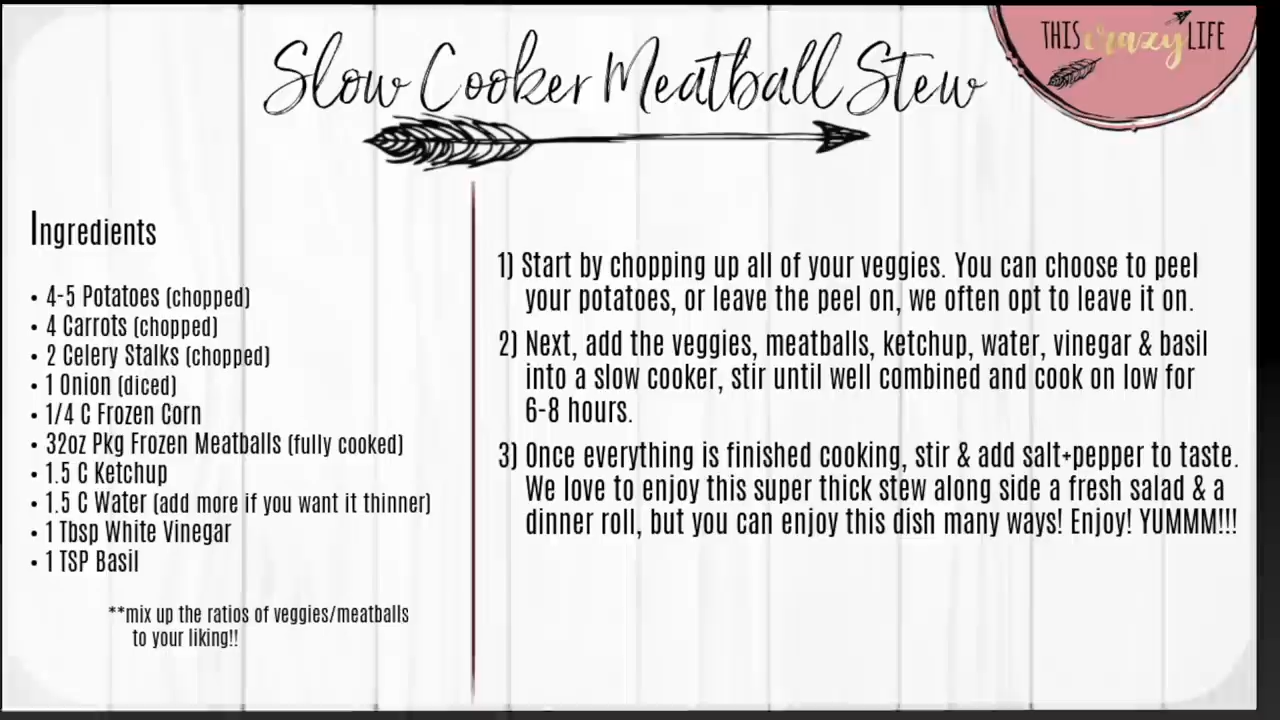 Slow Cooker Meatball Stew
THIS crazy LIFE
Ingredients
• 4-5 Potatoes (chopped)
• 4 Carrots (chopped)
• 2 Celery Stalks (chopped)
• 1 Onion (diced)
• 1/4 C Frozen Corn
• 32oz Pkg Frozen Meatballs (fully cooked)
• 1.5 C Ketchup
• 1.5 C Water (add more if you want it thinner)
• 1 Tbsp White Vinegar
• 1 TSP Basil
**mix up the ratios of veggies/meatballs
to your liking!!
1) Start by chopping up all of your veggies. You can choose to peel
your potatoes, or leave the peel on, we often opt to leave it on.
2) Next, add the veggies, meatballs, ketchup, water, vinegar & basil
into a slow cooker, stir until well combined and cook on low for
6-8 hours.
3) Once everything is finished cooking, stir & add salt+pepper to taste.
We love to enjoy this super thick stew along side a fresh salad & a
dinner roll, but you can enjoy this dish many ways! Enjoy! YUMMM!!!